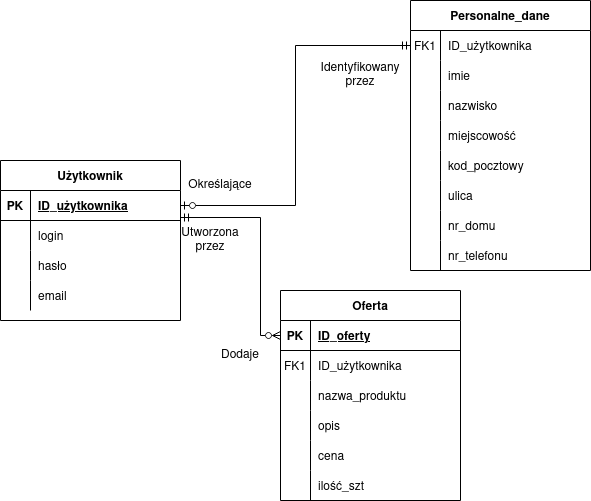 Personalne_dane
FK1 ID_użytkownika
imie
nazwisko
miejscowość
kod_pocztowy
ulica
nr_domu
nr_telefonu
Identyfikowany
przez
Użytkownik
PK ID_użytkownika
login
hasło
email
Określające
Utworzona
przez
Dodaje
Oferta
PK ID_oferty
FK1 ID_użytkownika
nazwa_produktu
opis
cena
ilość_szt